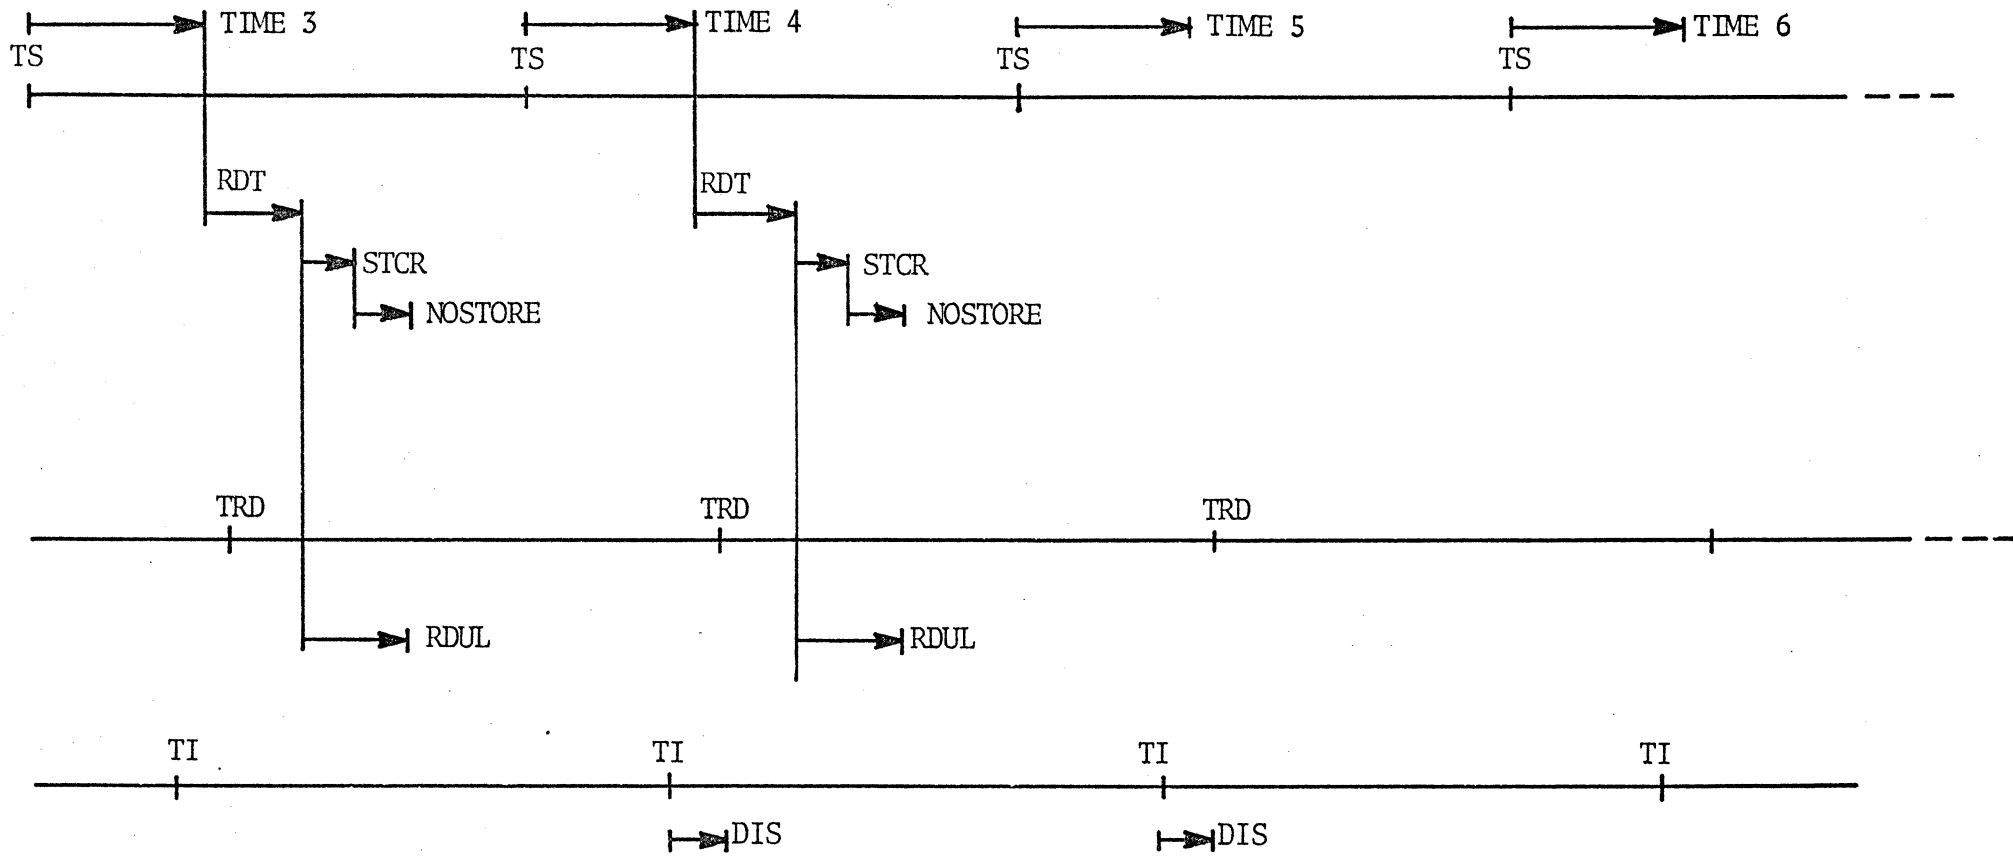 TIME 3 TIME 4 TIME 5 TIME 6
TS TS TS TS
RDT RDT
STCR STCR
NOSTORE NOSTORE
TRD TRD TRD
RDUL RDUL
TI TI TI TI
DIS DIS